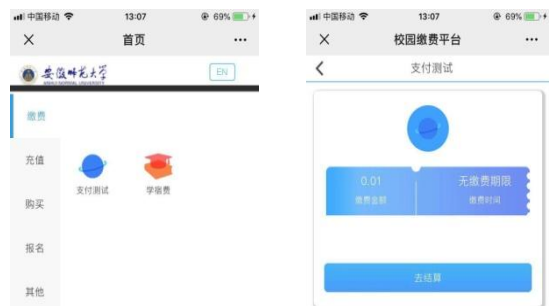 中国移动 13:07 69%
首页
安徽师范大学 EN
缴费
充值
购买
报名
其他
支付测试 学宿费
中国移动 13:07 69%
校园缴费平台
支付测试
0.01 无缴费期限
缴费金额 缴费时间
去结算